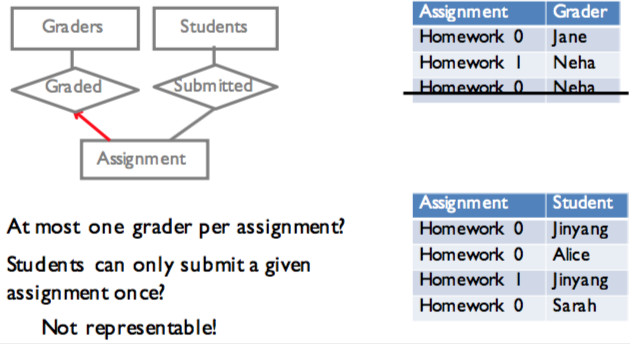 Graders
Students
Graded
Submitted
Assignment
Assignment Grader
Homework 0 Jane
Homework 1 Neha
Homework 0 Neha
At most one grader per assignment?
Students can only submit a given
assignment once?
Not representable!
Assignment Student
Homework 0 Jinyang
Homework 0 Alice
Homework 1 Jinyang
Homework 0 Sarah